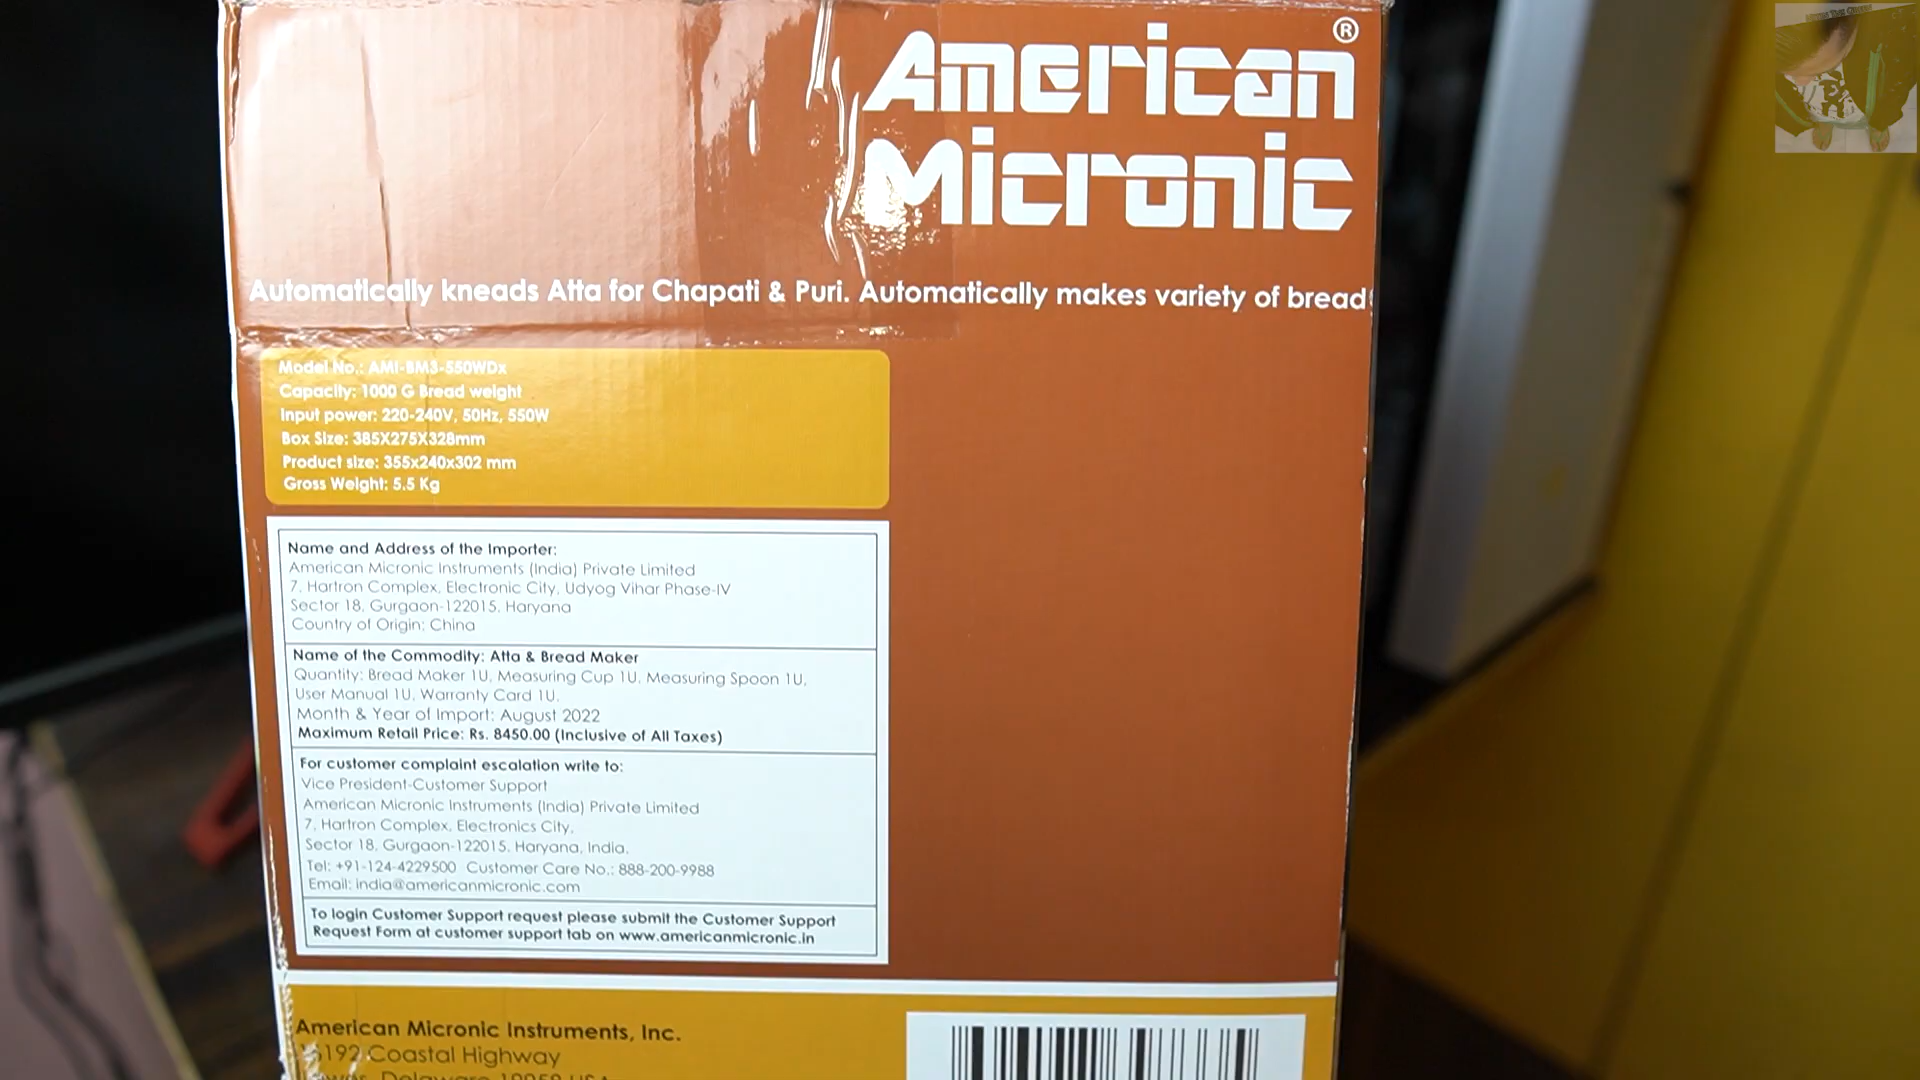 American ®
Micronic
Automatically kneads Atta for Chapati & Puri. Automatically makes variety of bread
Model No.: AMI-BM3-550WDx
Capacity: 1000 G Bread weight
Input power: 220-240V, 50Hz, 550W
Box Size: 385X275X328mm
Product size: 355x240x302 mm
Gross Weight: 5.5 Kg
Name and Address of the Importer:
American Micronic Instruments (India) Private Limited
7, Hartron Complex, Electronic City, Udyog Vihar Phase-IV
Sector 18, Gurgaon-122015, Haryana
Country of Origin: China
Name of the Commodity: Atta & Bread Maker
Quantity: Bread Maker 1U, Measuring Cup 1U, Measuring Spoon 1U,
User Manual 1U, Warranty Card 1U.
Month & Year of Import: August 2022
Maximum Retail Price: Rs. 8450.00 (Inclusive of All Taxes)
For customer complaint escalation write to:
Vice President-Customer Support
American Micronic Instruments (India) Private Limited
7, Hartron Complex, Electronics City,
Sector 18, Gurgaon-122015, Haryana, India.
Tel: +91-124-4229500 Customer Care No.: 888-200-9988
Email: india@americanmicronic.com
To login Customer Support request please submit the Customer Support
Request Form at customer support tab on www.americanmicronic.in
American Micronic Instruments, Inc.
Coastal Highway